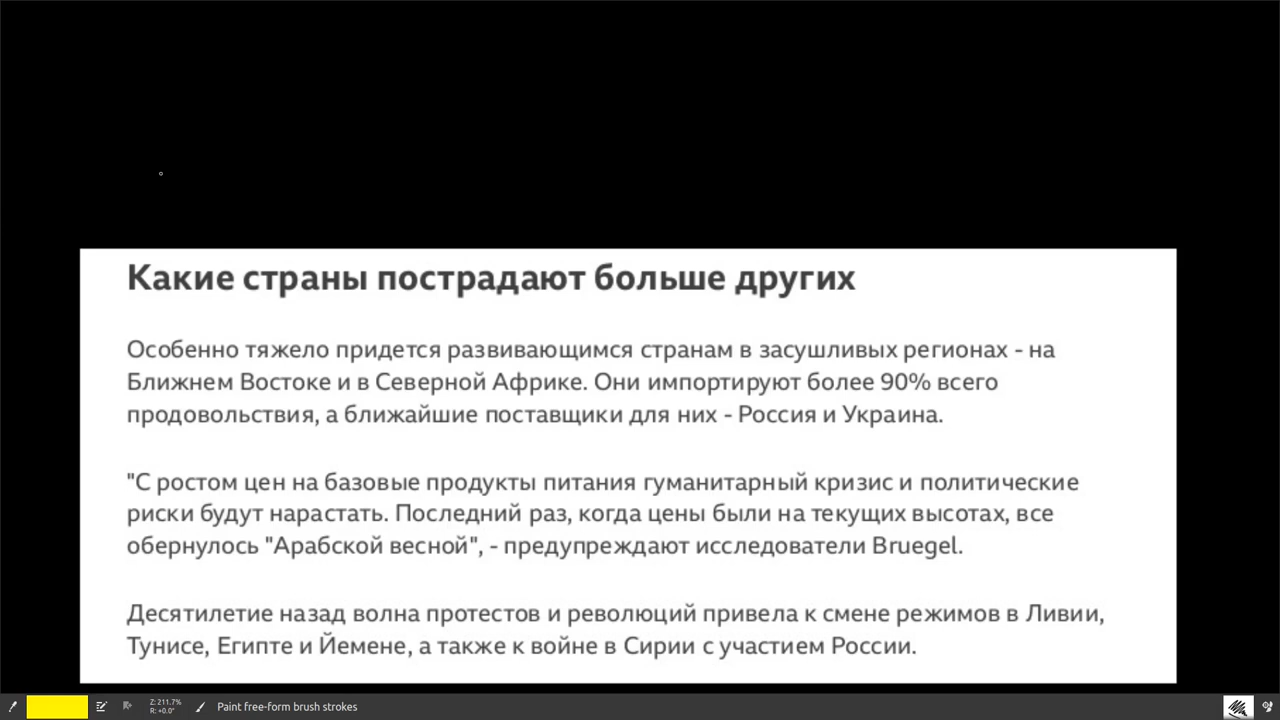 Какие страны пострадают больше других
Особенно тяжело придется развивающимся странам в засушливых регионах - на
Ближнем Востоке и в Северной Африке. Они импортируют более 90% всего
продовольствия, а ближайшие поставщики для них - Россия и Украина.
"С ростом цен на базовые продукты питания гуманитарный кризис и политические
риски будут нарастать. Последний раз, когда цены были на текущих высотах, все
обернулось "Арабской весной", - предупреждают исследователи Bruegel.
Десятилетие назад волна протестов и революций привела к смене режимов в Ливии,
Тунисе, Египте и Йемене, а также к войне в Сирии с участием России.
Z: 211.7%
R: +0.0°
Paint free-form brush strokes